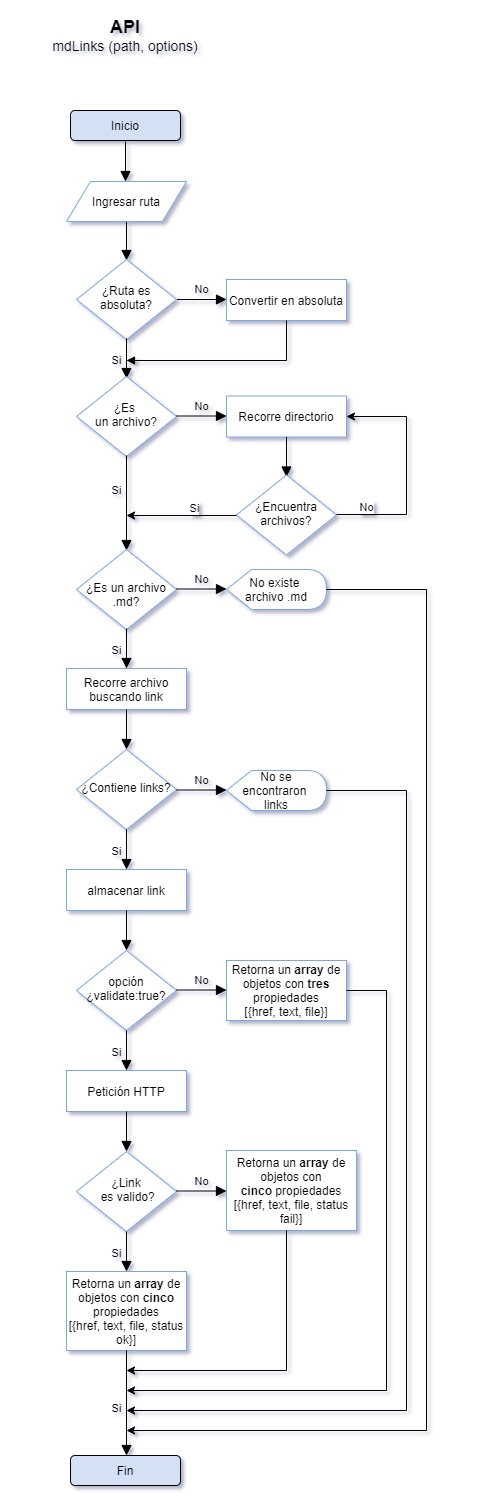 API
mdLinks (path, options)
Inicio
Ingresar ruta
¿Ruta es
absoluta?
No
Convertir en absoluta
Si
¿Es
un archivo?
No
Recorre directorio
Si
¿Encuentra
archivos?
Si
No
¿Es un archivo
.md?
No
No existe
archivo .md
Si
Recorre archivo
buscando link
¿Contiene links?
No
No se
encontraron
links
Si
almacenar link
opción
¿validate:true?
No
Retorna un array de
objetos con tres
propiedades
[{href, text, file}]
Si
Petición HTTP
¿Link
es valido?
No
Retorna un array de
objetos con
cinco propiedades
[{href, text, file, status
fail}]
Si
Retorna un array de
objetos con cinco
propiedades
[{href, text, file, status
ok}]
Si
Fin